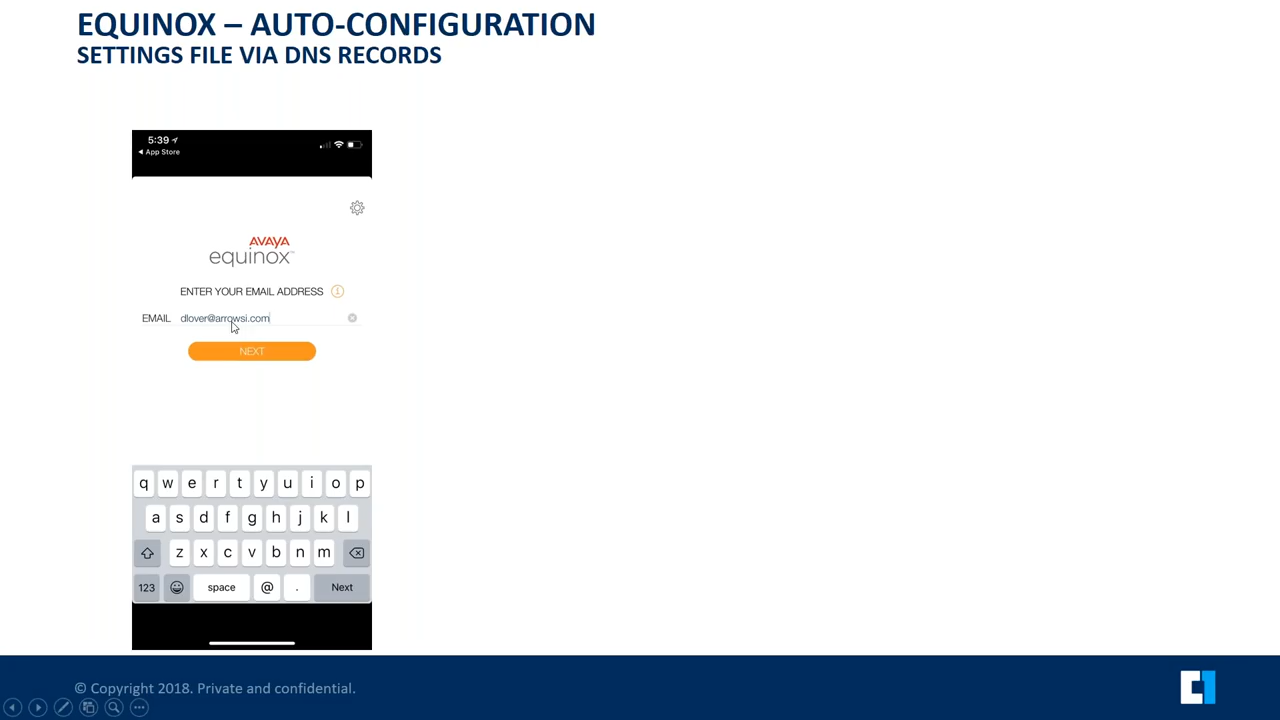 EQUINOX – AUTO-CONFIGURATION
SETTINGS FILE VIA DNS RECORDS
5:39
App Store
AVAYA
equinox™
ENTER YOUR EMAIL ADDRESS
EMAIL dlover@arrowsi.com
NEXT
q w e r t y u i o p
a s d f g h j k l
z x c v b n m
123 space @ . Next
© Copyright 2018. Private and confidential.